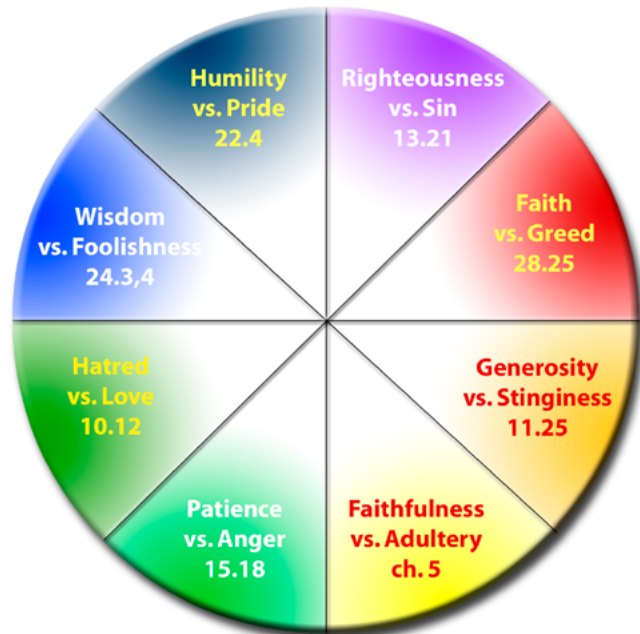 Humility
vs. Pride
22.4
Righteousness
vs. Sin
13.21
Faith
vs. Greed
28.25
Generosity
vs. Stinginess
11.25
Faithfulness
vs. Adultery
ch. 5
Patience
vs. Anger
15.18
Hatred
vs. Love
10.12
Wisdom
vs. Foolishness
24.3,4